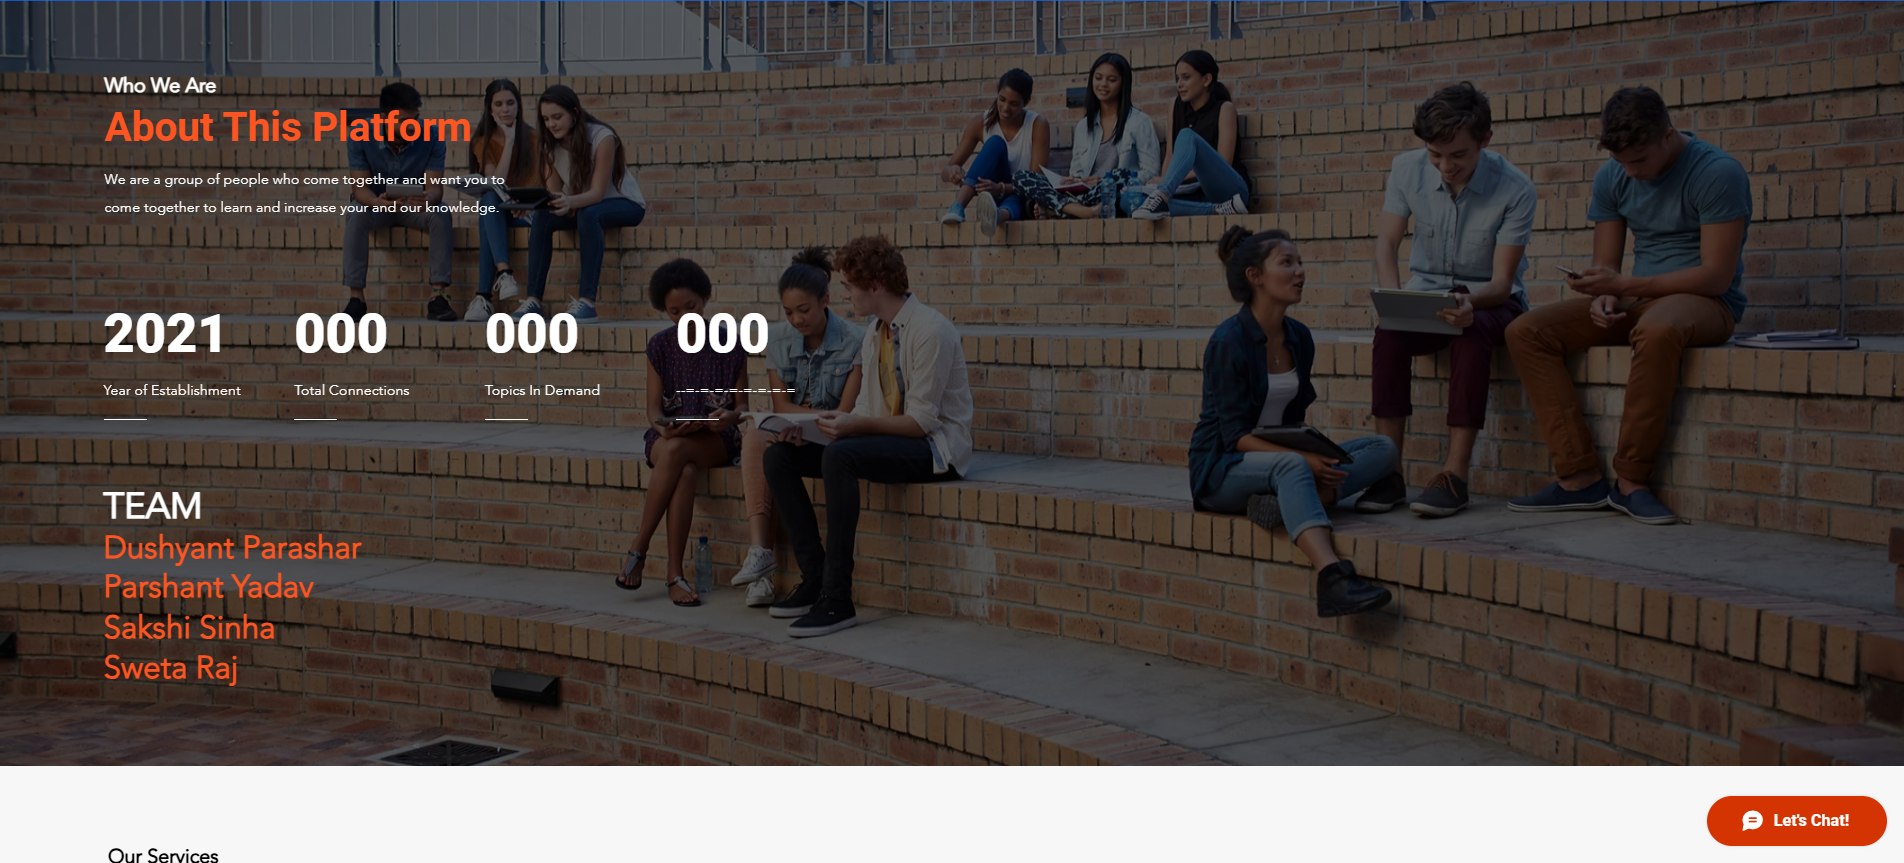 Who We Are
About This Platform
We are a group of people who come together and want you to
come together to learn and increase your and our knowledge.
2021 000 000 000
Year of Establishment Total Connections Topics In Demand --=-=-=-=-=-=-=-=
TEAM
Dushyant Parashar
Parshant Yadav
Sakshi Sinha
Sweta Raj
Let's Chat!
Our Services